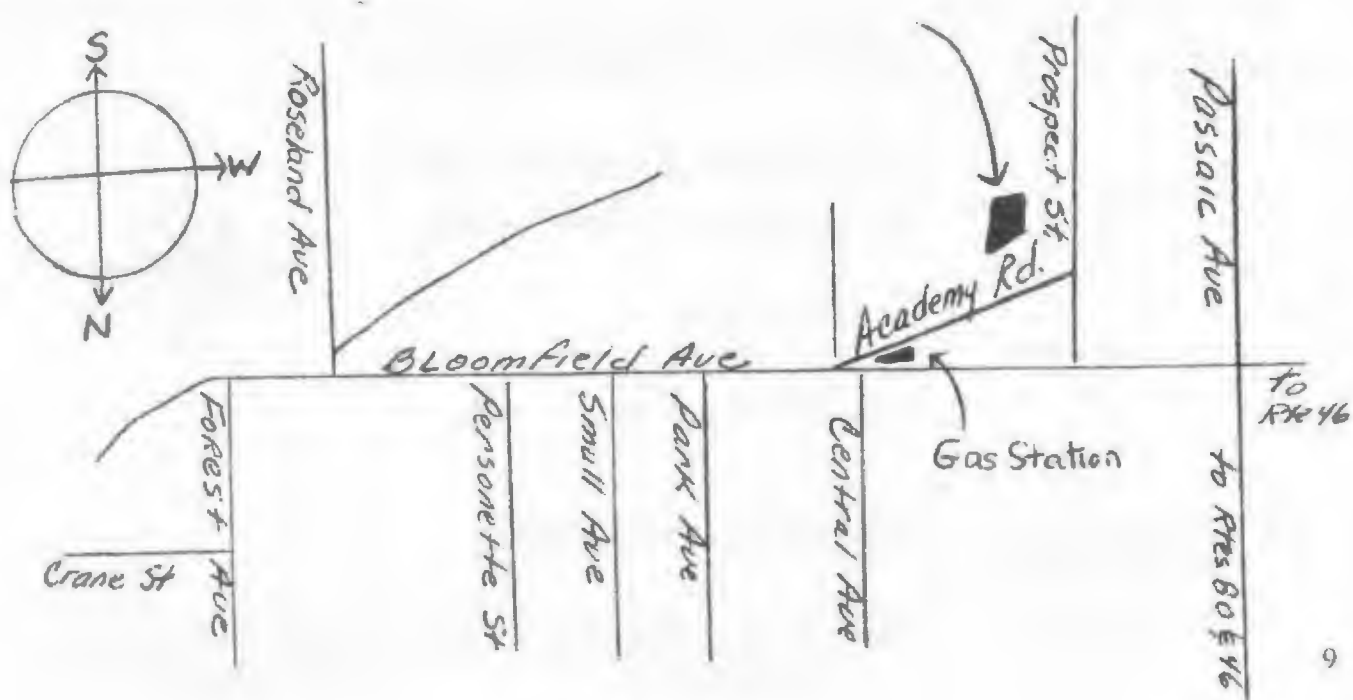 S
W
N
Roseland Ave
Prospect St.
Passaic Ave
Academy Rd.
Bloomfield Ave
to
Rte 46
Forest Ave
Personette St
Smull Ave
Park Ave
Central Ave
Gas Station
to Rtes 80 & 46
Crane St
9